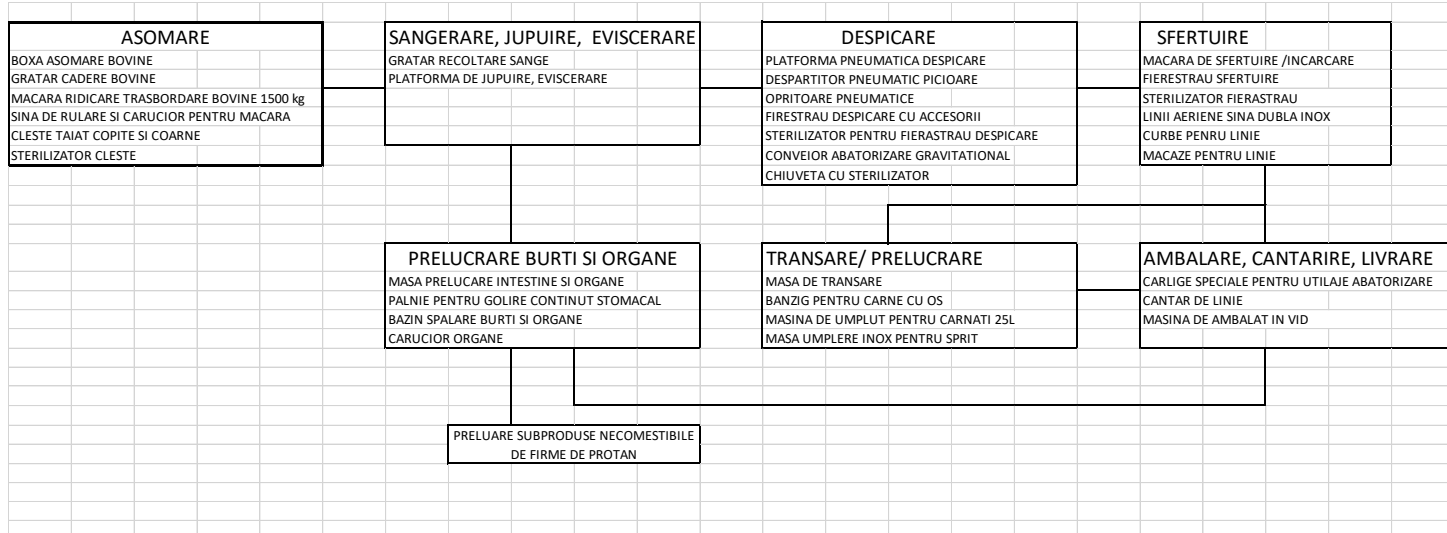 ASOMARE
BOXA ASOMARE BOVINE
GRATAR CADERE BOVINE
MACARA RIDICARE TRASBORDARE BOVINE 1500 kg
SINA DE RULARE SI CARUCIOR PENTRU MACARA
CLESTE TAIAT COPITE SI COARNE
STERILIZATOR CLESTE
SANGERARE, JUPUIRE, EVISCERARE
GRATAR RECOLTARE SANGE
PLATFORMA DE JUPUIRE, EVISCERARE
DESPICARE
PLATFORMA PNEUMATICA DESPICARE
DESPARTITOR PNEUMATIC PICIOARE
OPRITOARE PNEUMATICE
FIRESTRAU DESPICARE CU ACCESORII
STERILIZATOR PENTRU FIERASTRAU DESPICARE
CONVEIOR ABATORIZARE GRAVITATIONAL
CHIUVETA CU STERILIZATOR
SFERTUIRE
MACARA DE SFERTUIRE /INCARCARE
FIERESTRAU SFERTUIRE
STERILIZATOR FIERASTRAU
LINII AERIENE SINA DUBLA INOX
CURBE PENRU LINIE
MACAZE PENTRU LINIE
PRELUCRARE BURTI SI ORGANE
MASA PRELUCARE INTESTINE SI ORGANE
PALNIE PENTRU GOLIRE CONTINUT STOMACAL
BAZIN SPALARE BURTI SI ORGANE
CARUCIOR ORGANE
TRANSARE/ PRELUCRARE
MASA DE TRANSARE
BANZIG PENTRU CARNE CU OS
MASINA DE UMPLUT PENTRU CARNATI 25L
MASA UMPLERE INOX PENTRU SPRIT
AMBALARE, CANTARIRE, LIVRARE
CARLIGE SPECIALE PENTRU UTILAJE ABATORIZARE
CANTAR DE LINIE
MASINA DE AMBALAT IN VID
PRELUARE SUBPRODUSE NECOMESTIBILE
DE FIRME DE PROTAN